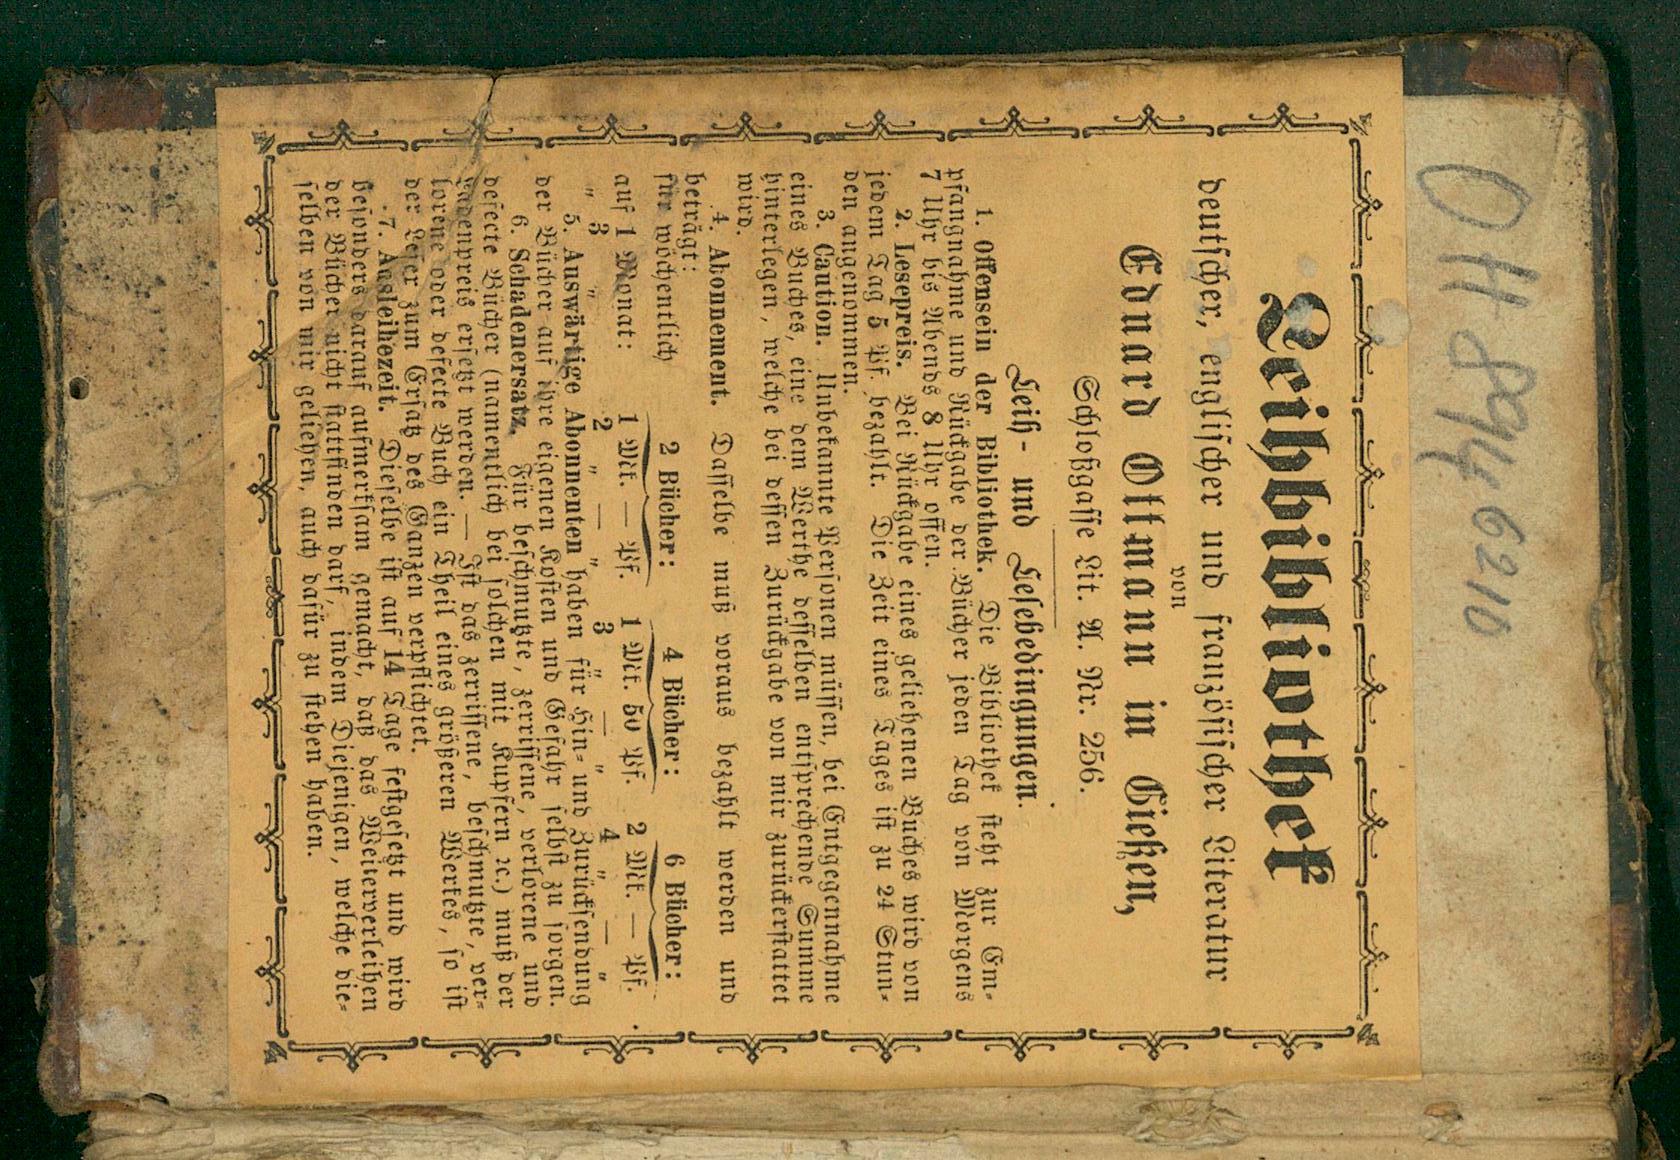 OH 894 6210
Leihbibliothek
deutscher, englischer und französischer Literatur
von
Eduard Ottmann in Gießen,
Schloßgasse Lit. A. Nr. 256.
Leih- und Lesebedingungen.
1. Offensein der Bibliothek. Die Bibliothek steht zur Em-
pfangnahme und Rückgabe der Bücher jeden Tag von Morgens
7 Uhr bis Abends 8 Uhr offen.
2. Lesepreis. Bei Rückgabe eines geliehenen Buches wird von
jedem Tag 5 Pf. bezahlt. Die Zeit eines Tages ist zu 24 Stun-
den angenommen.
3. Caution. Unbekannte Personen müssen, bei Entgegennahme
eines Buches, eine dem Werthe desselben entsprechende Summe
hinterlegen, welche bei dessen Zurückgabe von mir zurückerstattet
wird.
4. Abonnement. Dasselbe muß voraus bezahlt werden und
beträgt:
für wöchentlich 2 Bücher: 4 Bücher: 6 Bücher:
auf 1 Monat: 1 Mk. — Pf. 1 Mk. 50 Pf. 2 Mk. — Pf.
„ 3 „ 2 „ — „ 3 „ — „ 4 „ — „
5. Auswärtige Abonnenten haben für Hin- und Zurücksendung
der Bücher auf ihre eigenen Kosten und Gefahr selbst zu sorgen.
6. Schadenersatz. Für beschmutzte, zerrissene, verlorene und
defecte Bücher (namentlich bei solchen mit Kupfern ꝛc.) muß der
Ladenpreis ersetzt werden. — Ist das zerrissene, beschmutzte, ver-
lorene oder defecte Buch ein Theil eines größeren Werkes, so ist
der Leser zum Ersatz des Ganzen verpflichtet.
7. Ausleihezeit. Dieselbe ist auf 14 Tage festgesetzt und wird
besonders darauf aufmerksam gemacht, daß das Weiterverleihen
der Bücher nicht stattfinden darf, indem Diejenigen, welche die-
selben von mir geliehen, auch dafür zu stehen haben.